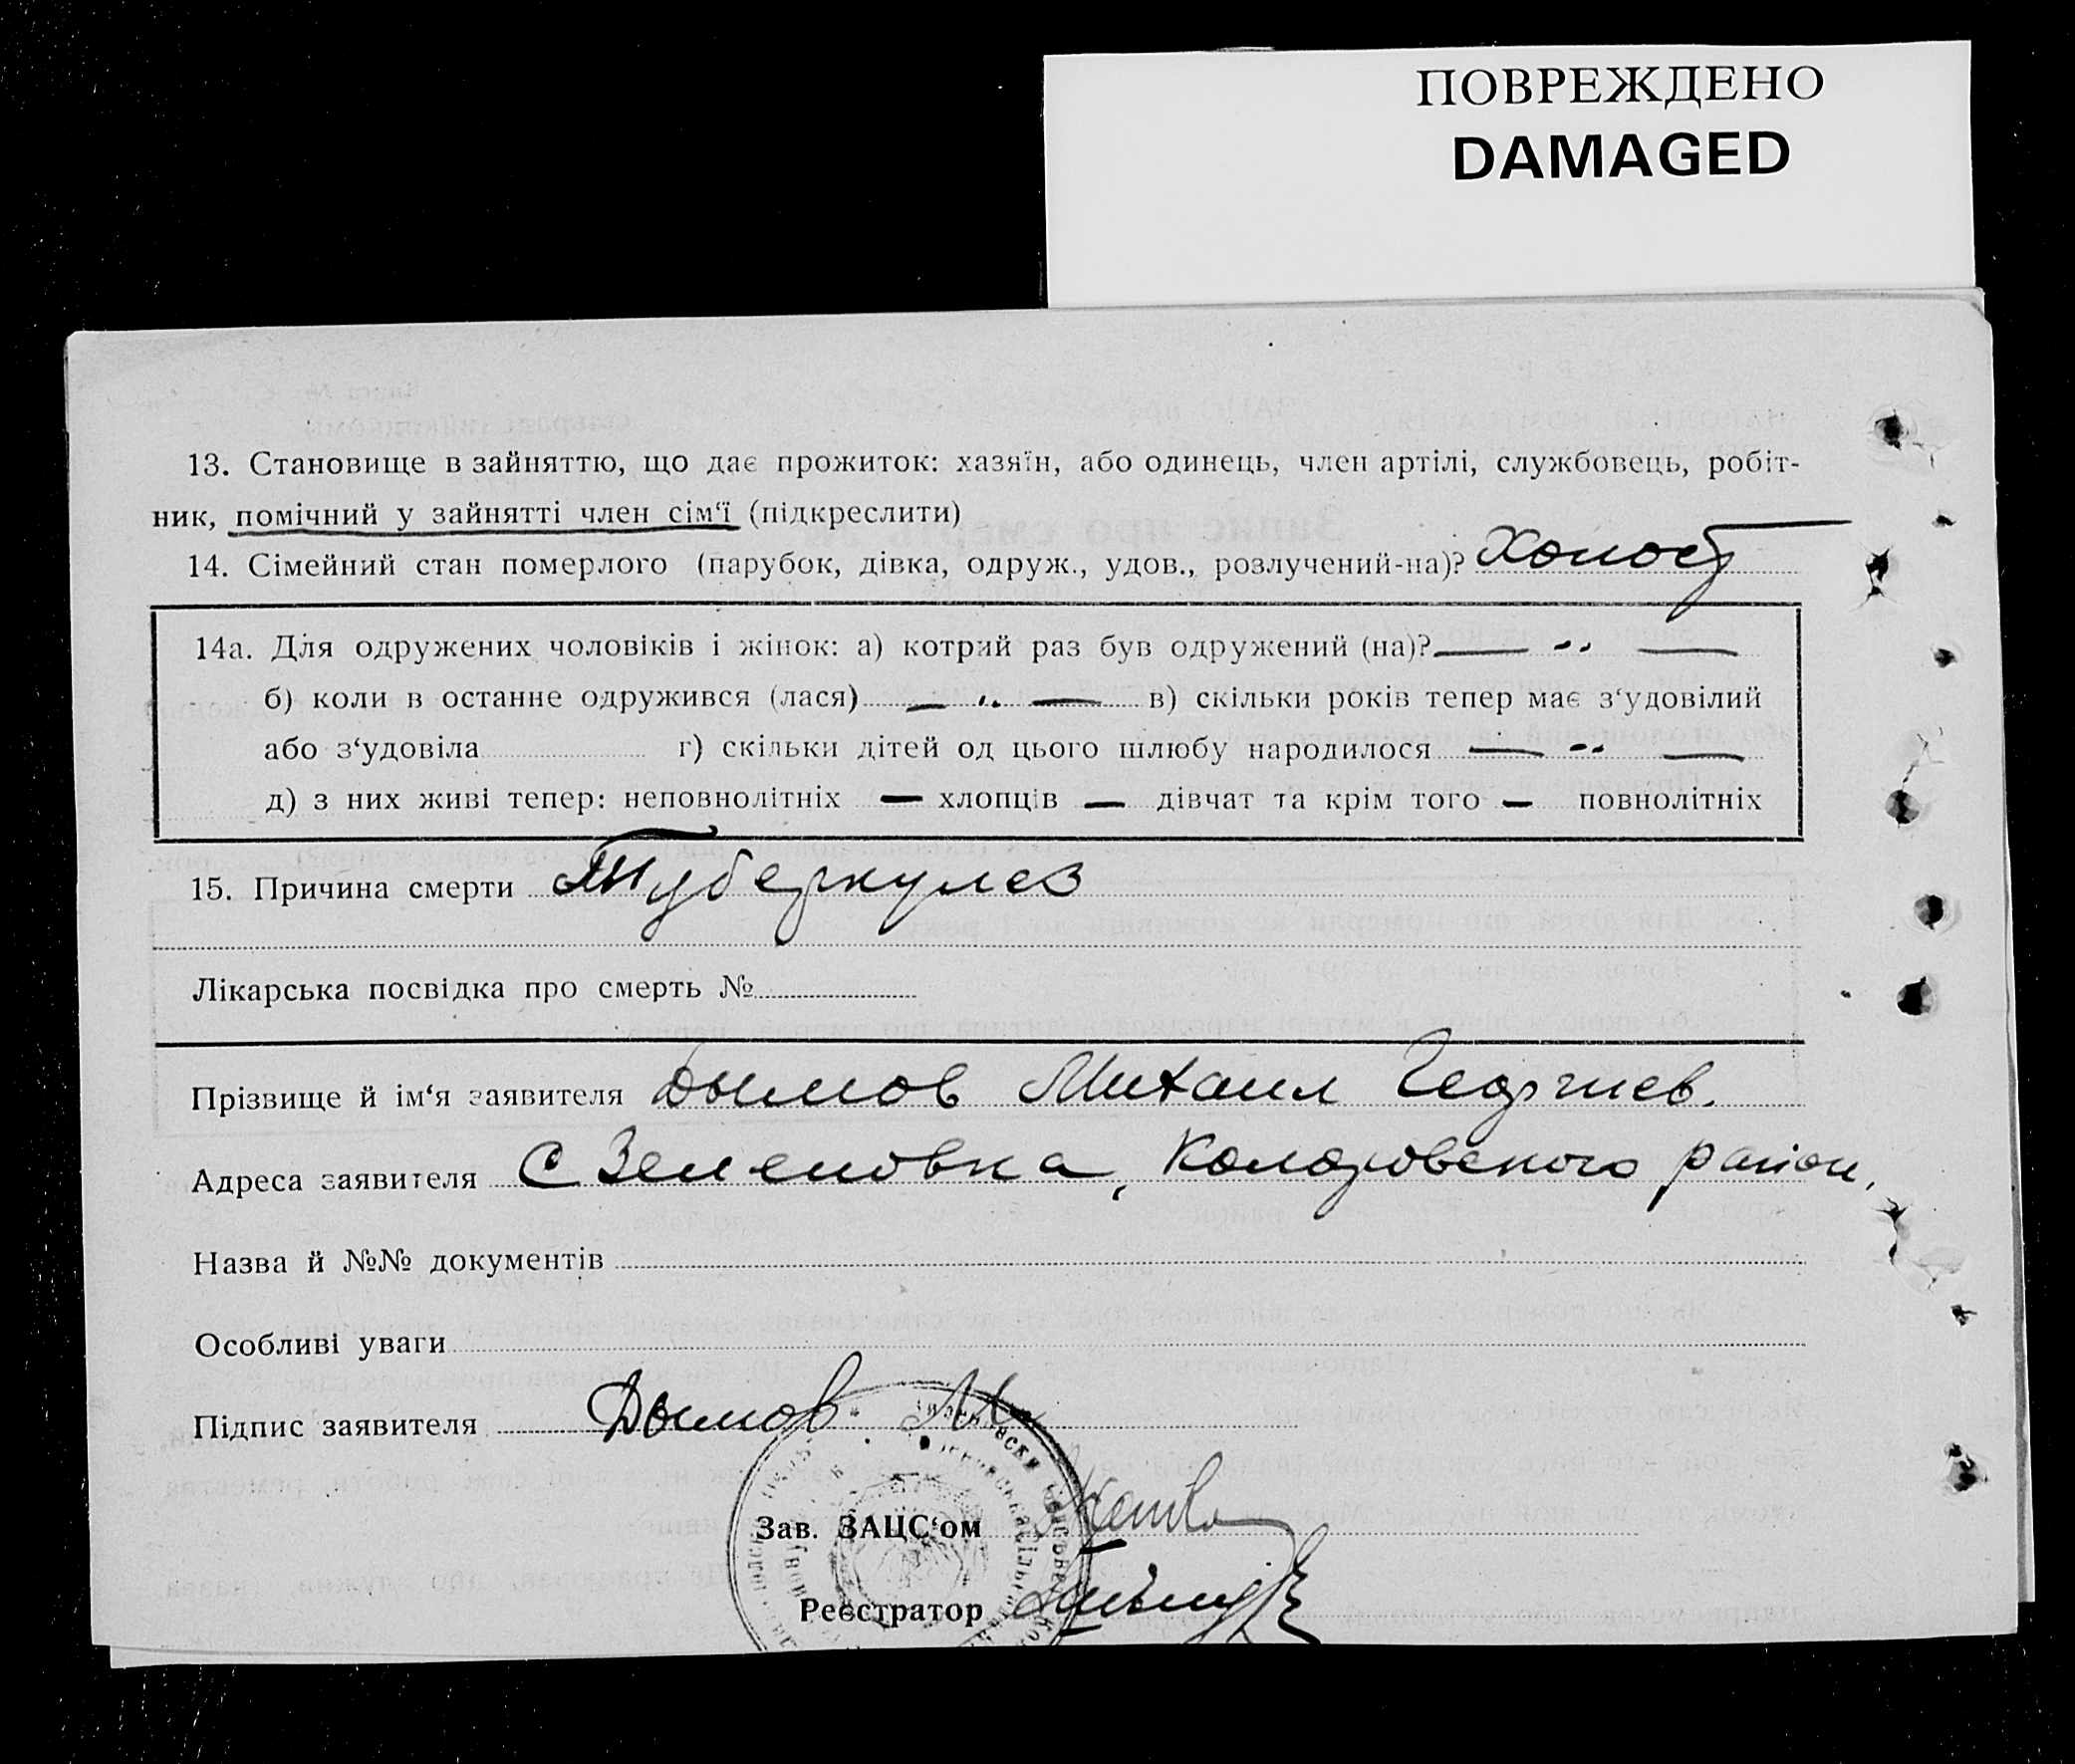 ПОВРЕЖДЕНО
DAMAGED
13. Становище в зайняттю, що дає прожиток: хазяїн, або одинець, член артілі, службовець, робіт-
ник, помічний у зайнятті член сім‘ї (підкреслити)
14. Сімейний стан померлого (парубок, дівка, одруж., удов., розлучений-на)? Холост
14а. Для одружених чоловіків і жінок: а) котрий раз був одружений (на)? — „ —
б) коли в останне одружився (лася) — „ — в) скільки років тепер має з‘удовілий
або з‘удовіла г) скільки дітей од цього шлюбу народилося — „ —
д) з них живі тепер: неповнолітніх — хлопців — дівчат та крім того — повнолітніх
15. Причина смерти Туберкулез
Лікарська посвідка про смерть №
Прізвище й ім‘я заявителя Дымов Михаил Георгиев.
Адреса заявителя С Зеленовка, Коларовского район,
Назва й №№ документів
Особливі уваги
Підпис заявителя Дымов. М
Зав. ЗАЦС‘ом
Реєстратор